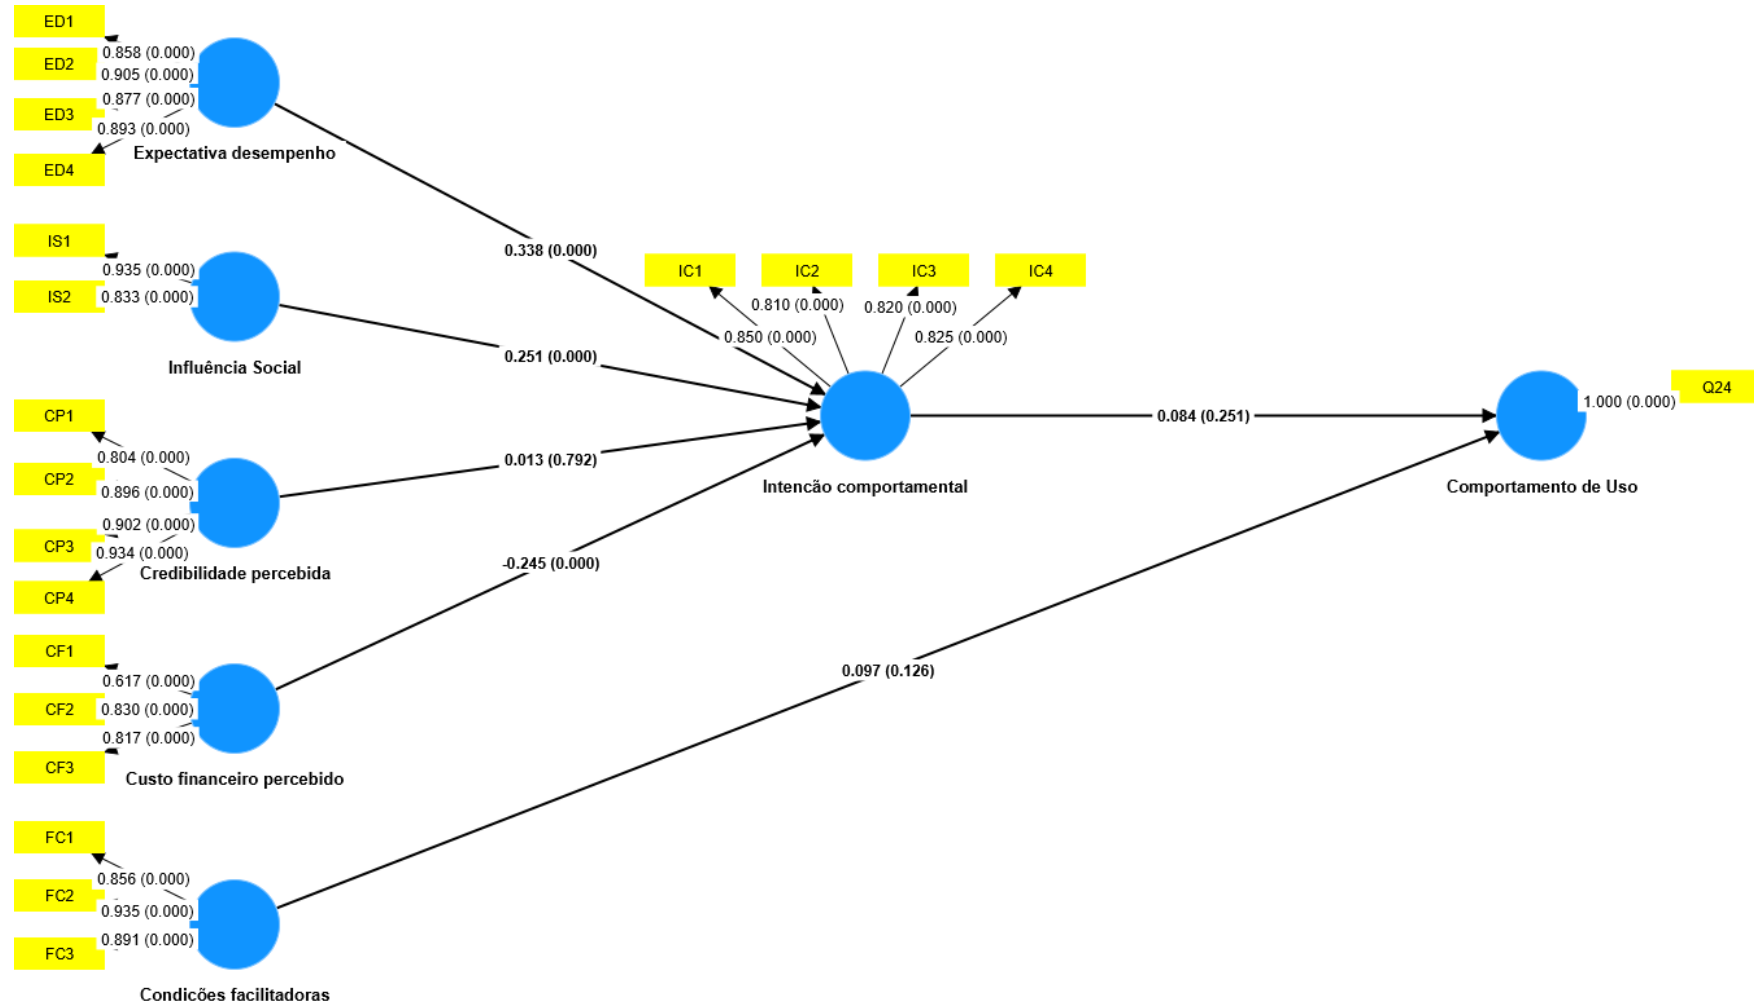 ED1
0.858 (0.000)
ED2
0.905 (0.000)
0.877 (0.000)
ED3
0.893 (0.000)
Expectativa desempenho
ED4
IS1
0.935 (0.000)
IS2
0.833 (0.000)
Influência Social
CP1
0.804 (0.000)
CP2
0.896 (0.000)
0.902 (0.000)
CP3
0.934 (0.000)
Credibilidade percebida
CP4
CF1
0.617 (0.000)
CF2
0.830 (0.000)
0.817 (0.000)
CF3
Custo financeiro percebido
FC1
0.856 (0.000)
FC2
0.935 (0.000)
0.891 (0.000)
FC3
Condicões facilitadoras
0.338 (0.000)
0.251 (0.000)
0.013 (0.792)
-0.245 (0.000)
IC1
IC2
IC3
IC4
0.810 (0.000)
0.820 (0.000)
0.850 (0.000)
0.825 (0.000)
Intencão comportamental
0.084 (0.251)
0.097 (0.126)
Q24
1.000 (0.000)
Comportamento de Uso